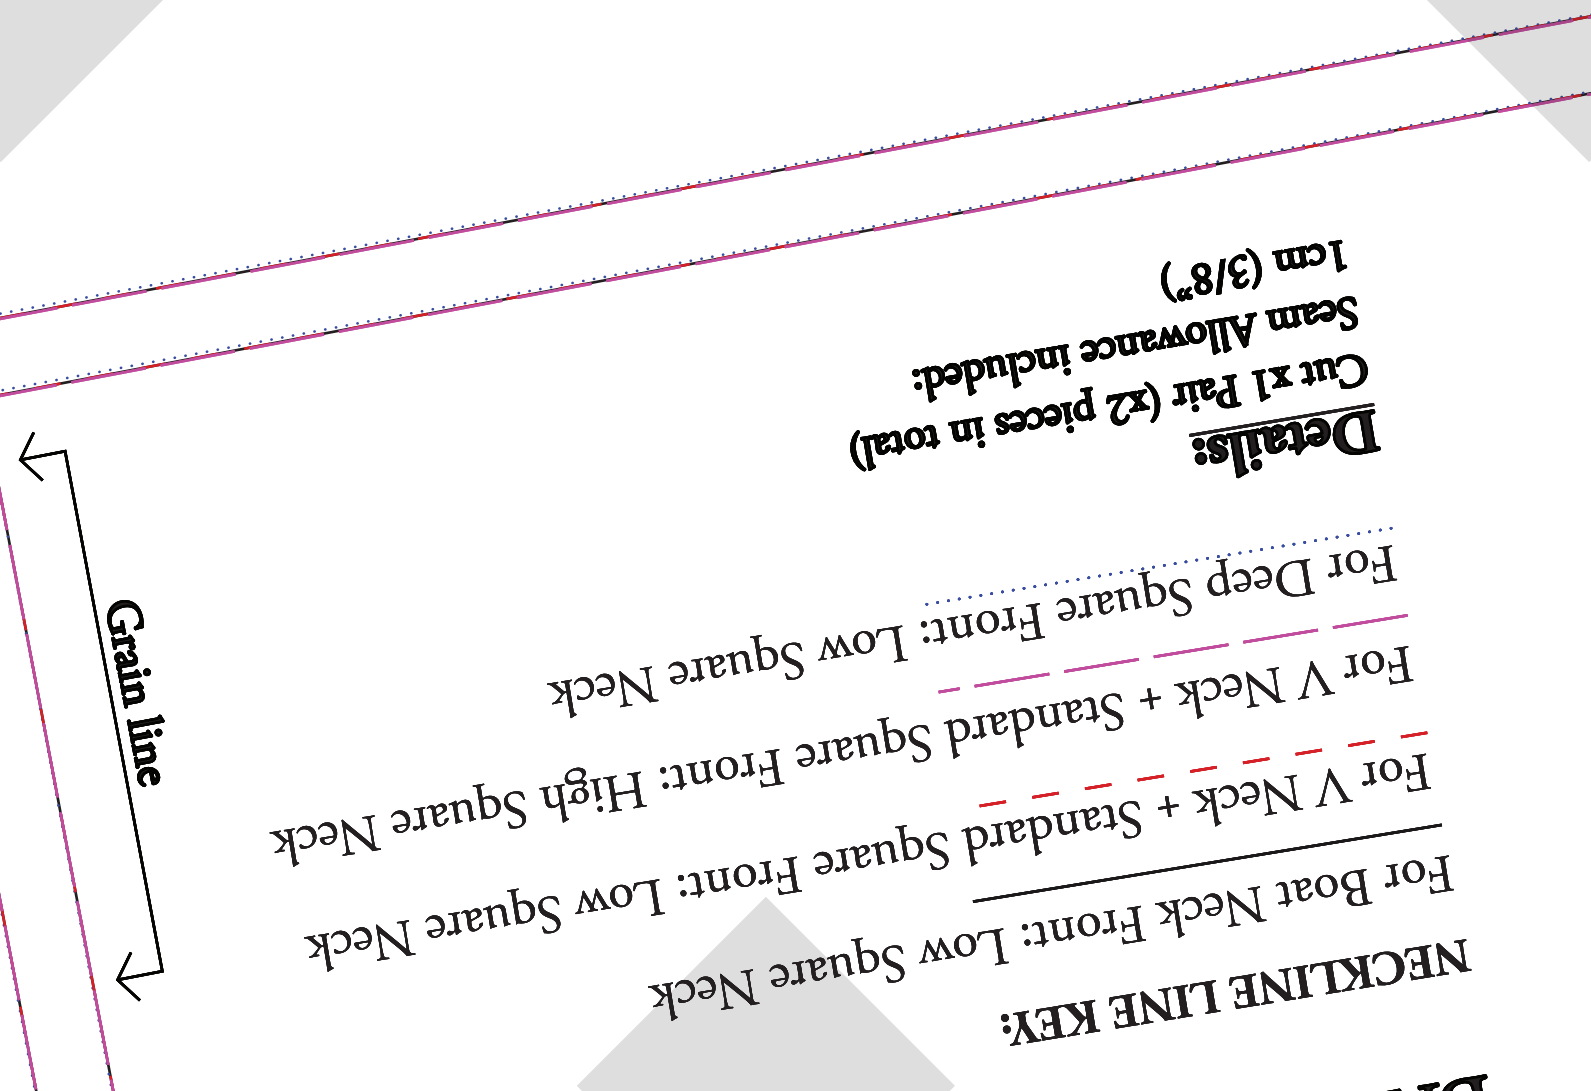 NECKLINE LINE KEY:
For Boat Neck Front: Low Square Neck
For V Neck + Standard Square Front: Low Square Neck
For V Neck + Standard Square Front: High Square Neck
For Deep Square Front: Low Square Neck
Details:
Cut x1 Pair (x2 pieces in total)
Seam Allowance included:
1cm (3/8”)
Grain line